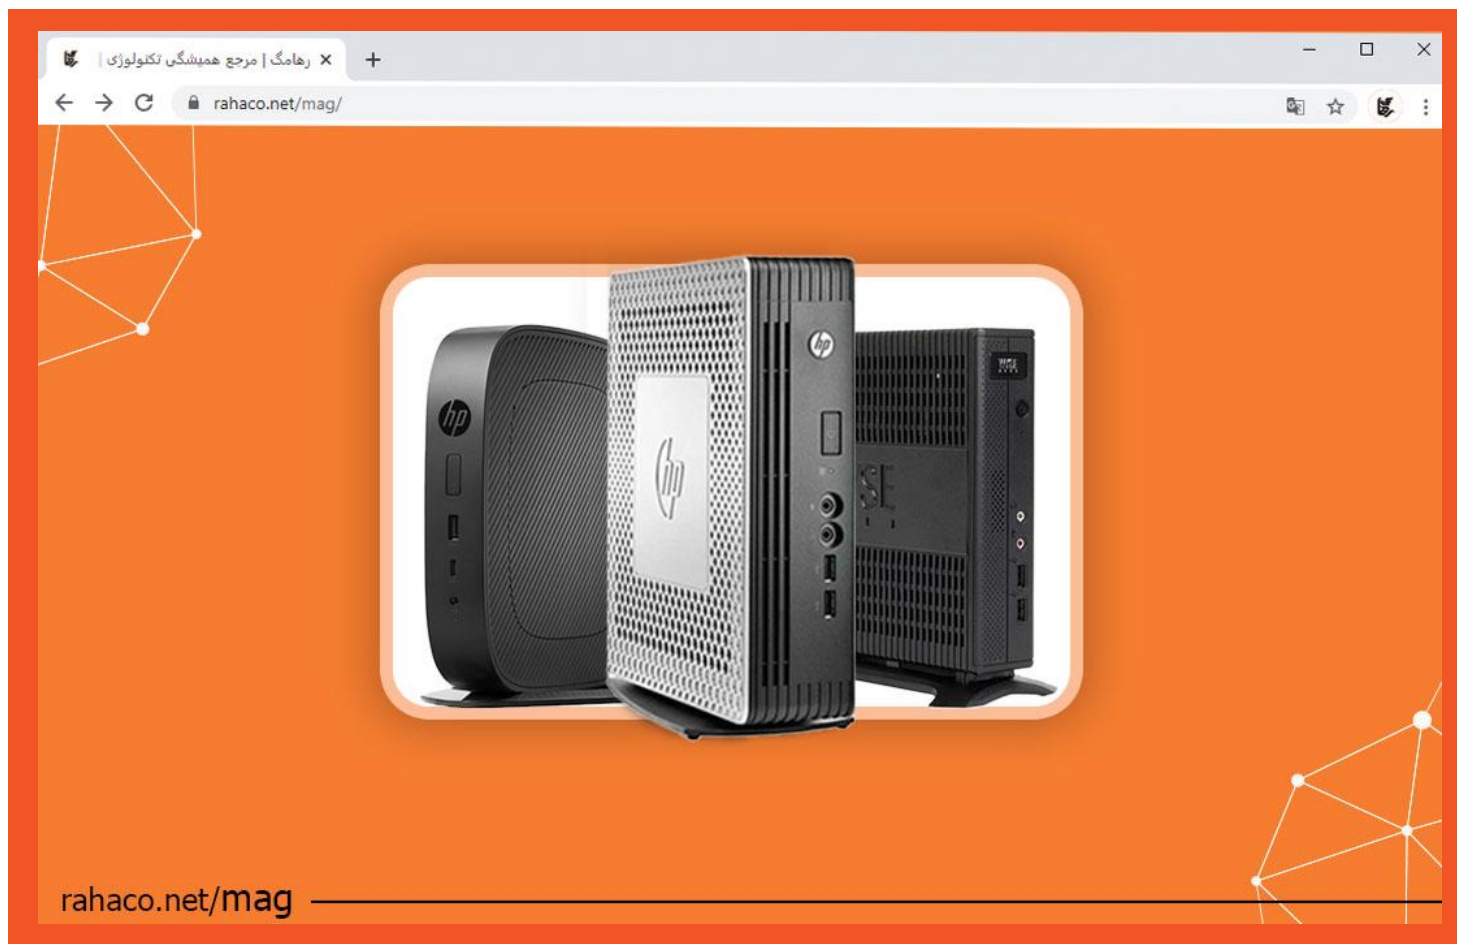 رهامگ | مرجع همیشگی تکنولوژی |
rahaco.net/mag/
hp
hp
hp
rahaco.net/mag